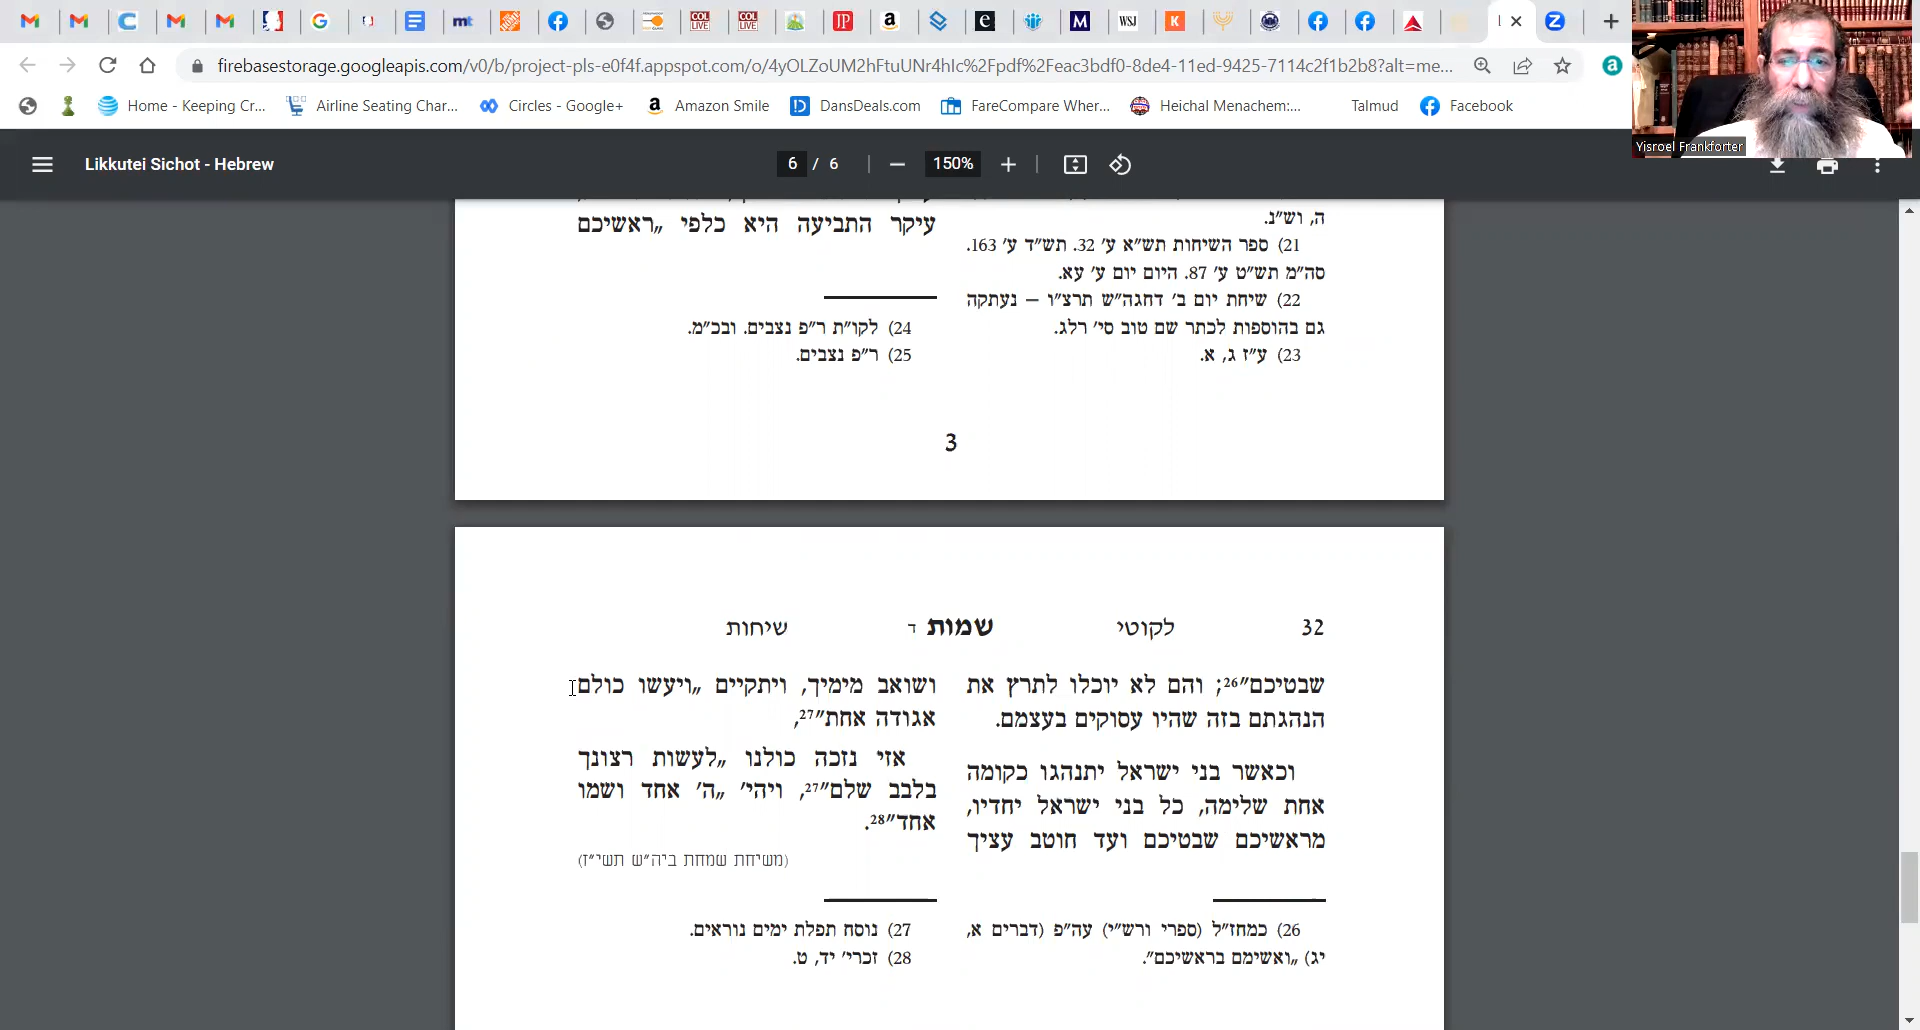 firebasestorage.googleapis.com/v0/b/project-pls-e0f4f.appspot.com/o/4yOLZoUM2hFtuUNr4hIc%2Fpdf%2Feac3bdf0-8de4-11ed-9425-7114c2f1b2b8?alt=me...
Home - Keeping Cr...
Airline Seating Char...
Circles - Google+
Amazon Smile
DansDeals.com
FareCompare Wher...
Heichal Menachem:...
Talmud
Facebook
Yisroel Frankforter
Likkutei Sichot - Hebrew
6 / 6
150%
ה, וש"נ.
21) ספר השיחות תש"א ע' 32. תש"ד ע' 163.
סה"מ תש"ט ע' 87. היום יום ע' עא.
22) שיחת יום ב' דחגה"ש תרצ"ו – נעתקה
גם בהוספות לכתר שם טוב סי' רלג.
23) ע"ז ג, א.
עיקר התביעה היא כלפי „ראשיכם
24) לקו"ת ר"פ נצבים. ובכ"מ.
25) ר"פ נצבים.
3
32 לקוטי שמות ד שיחות
שבטיכם"26; והם לא יוכלו לתרץ את
הנהגתם בזה שהיו עסוקים בעצמם.
וכאשר בני ישראל יתנהגו כקומה
אחת שלימה, כל בני ישראל יחדיו,
מראשיכם שבטיכם ועד חוטב עציך
26) כמחז"ל (ספרי ורש"י) עה"פ (דברים א,
יג) „ואשימם בראשיכם".
ושואב מימיך, ויתקיים „ויעשו כולם
אגודה אחת"27,
אזי נזכה כולנו „לעשות רצונך
בלבב שלם"27, ויהי' „ה' אחד ושמו
אחד"28.
(משיחת שמחת ביה"ש תשי"ז)
27) נוסח תפלת ימים נוראים.
28) זכרי' יד, ט.